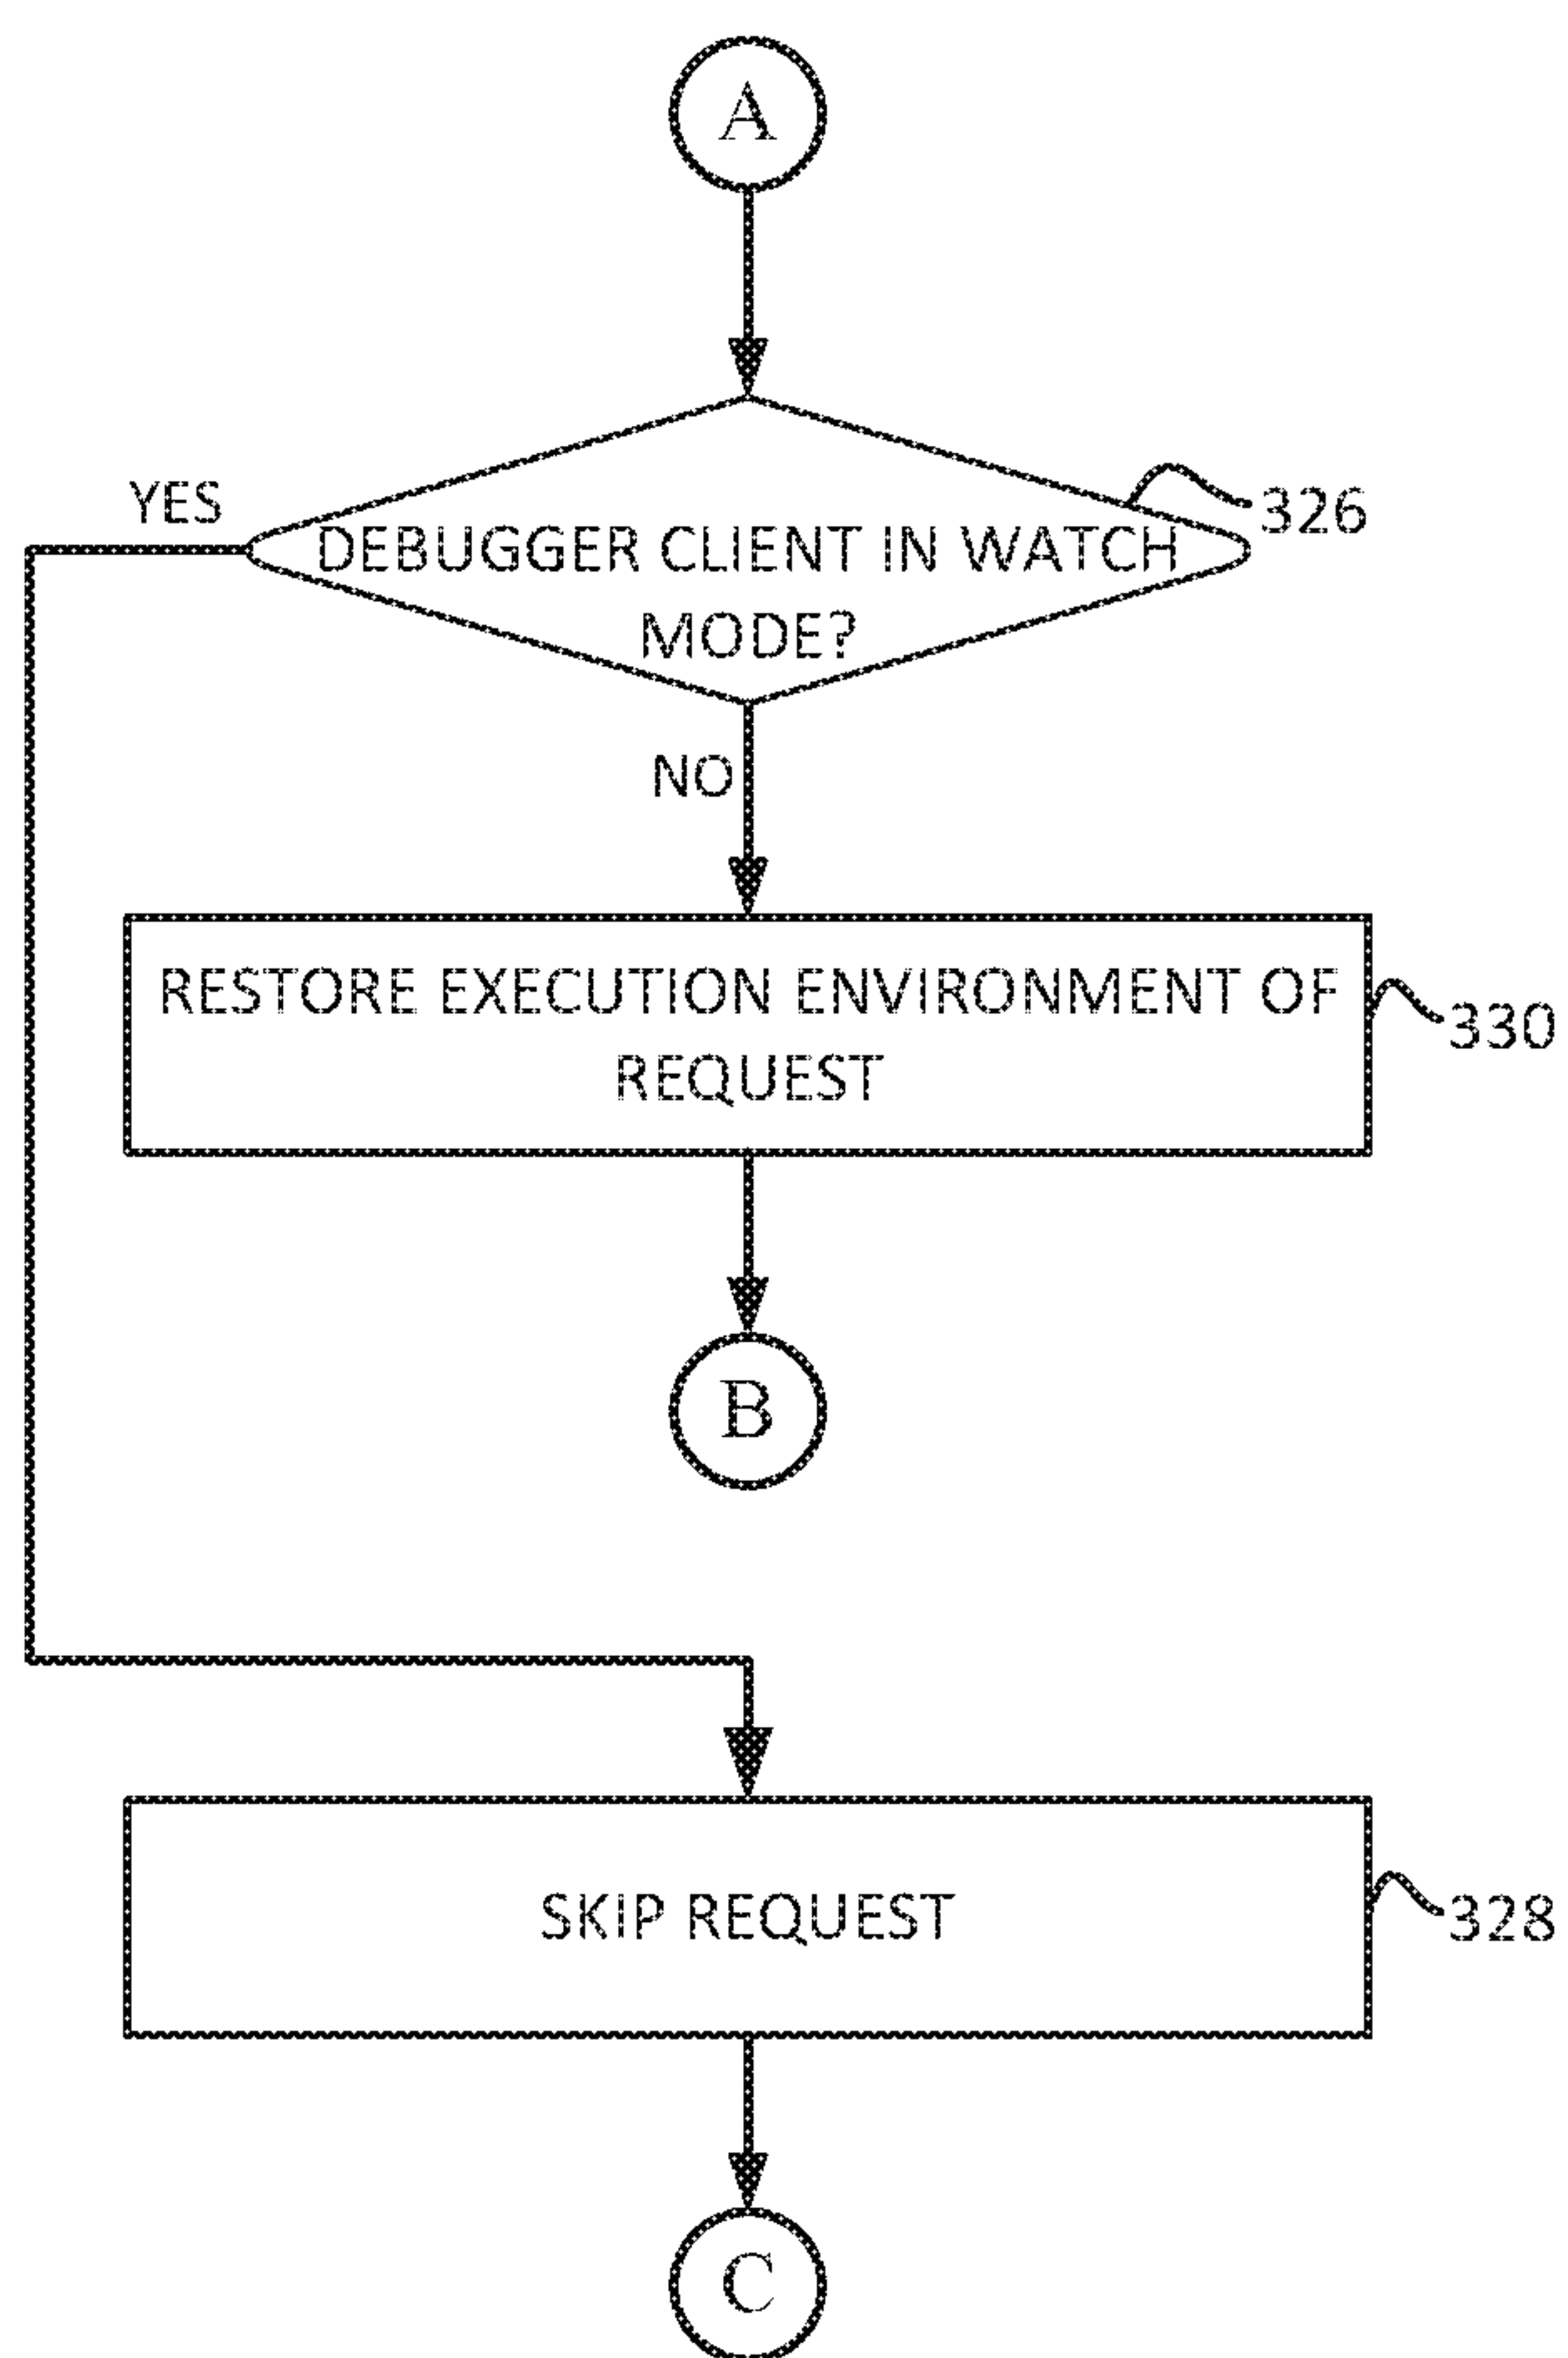 A
YES
326
DEBUGGER CLIENT IN WATCH
MODE?
NO
RESTORE EXECUTION ENVIRONMENT OF
REQUEST
330
B
SKIP REQUEST
328
C